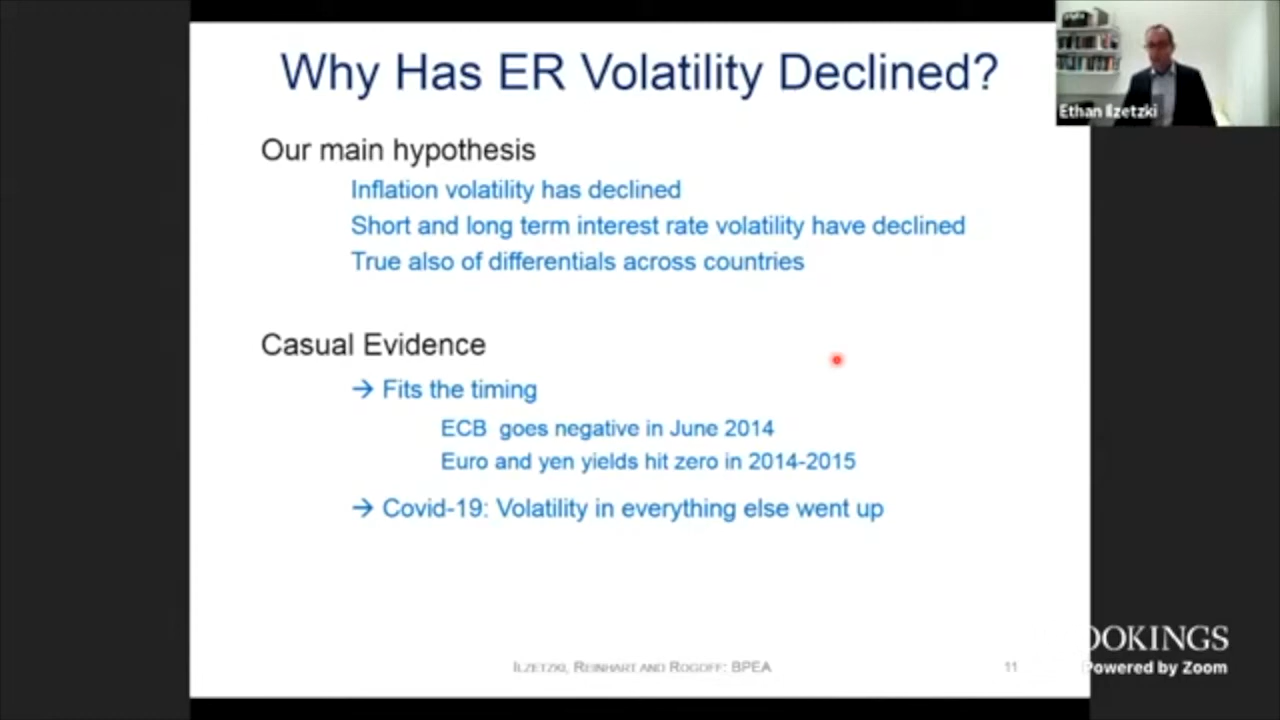 Why Has ER Volatility Declined?
Ethan Ilzetzki
Our main hypothesis
Inflation volatility has declined
Short and long term interest rate volatility have declined
True also of differentials across countries
Casual Evidence
→ Fits the timing
ECB goes negative in June 2014
Euro and yen yields hit zero in 2014-2015
→ Covid-19: Volatility in everything else went up
ILZETZKI, REINHART AND ROGOFF: BPEA
11
OOKINGS
Powered by Zoom